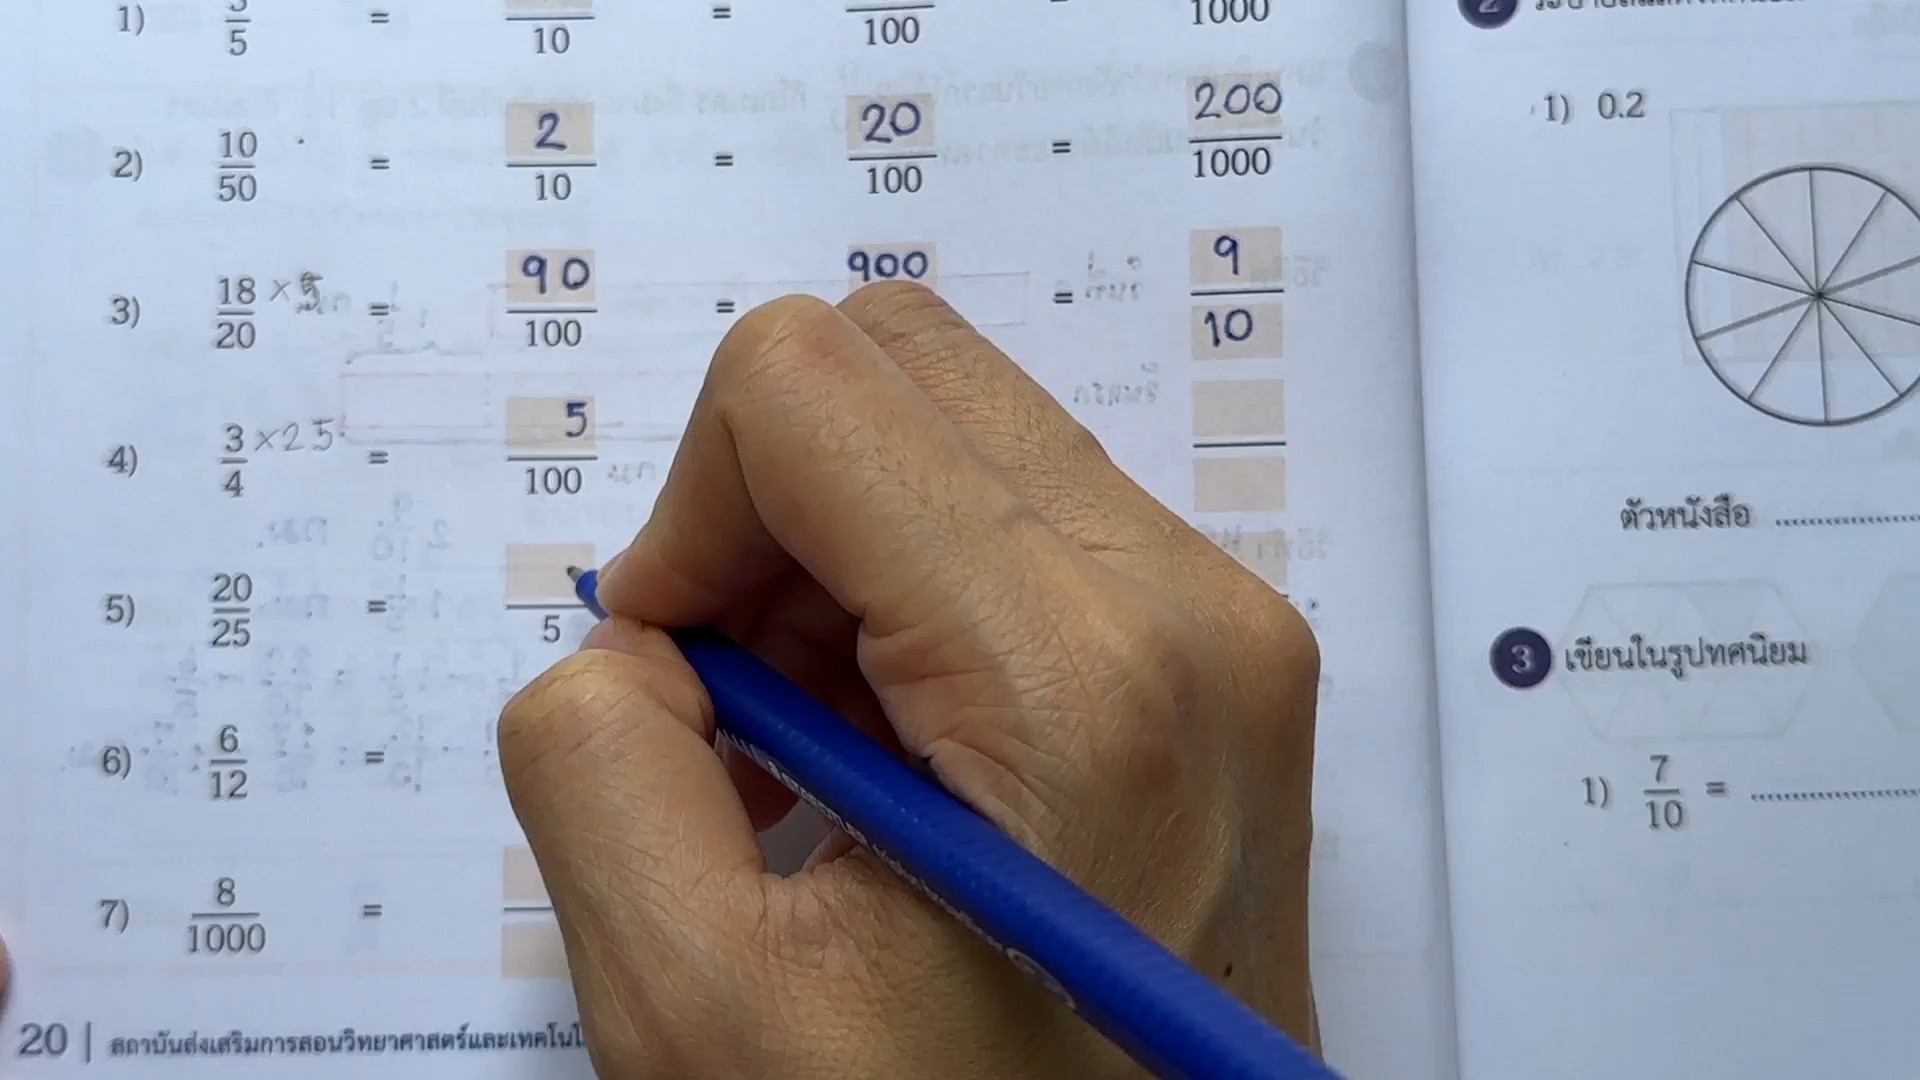 1) 5 = 10 = 100 = 1000
2) 10/50 = 2/10 = 20/100 = 200/1000
3) 18/20 ×5 = 90/100 = 900 = 9/10
4) 3/4 ×25 = 5/100
5) 20/25 = 5
6) 6/12 =
7) 8/1000 =
20 | สถาบันส่งเสริมการสอนวิทยาศาสตร์และเทคโนโ
2
1) 0.2
ตัวหนังสือ
3 เขียนในรูปทศนิยม
1) 7/10 =